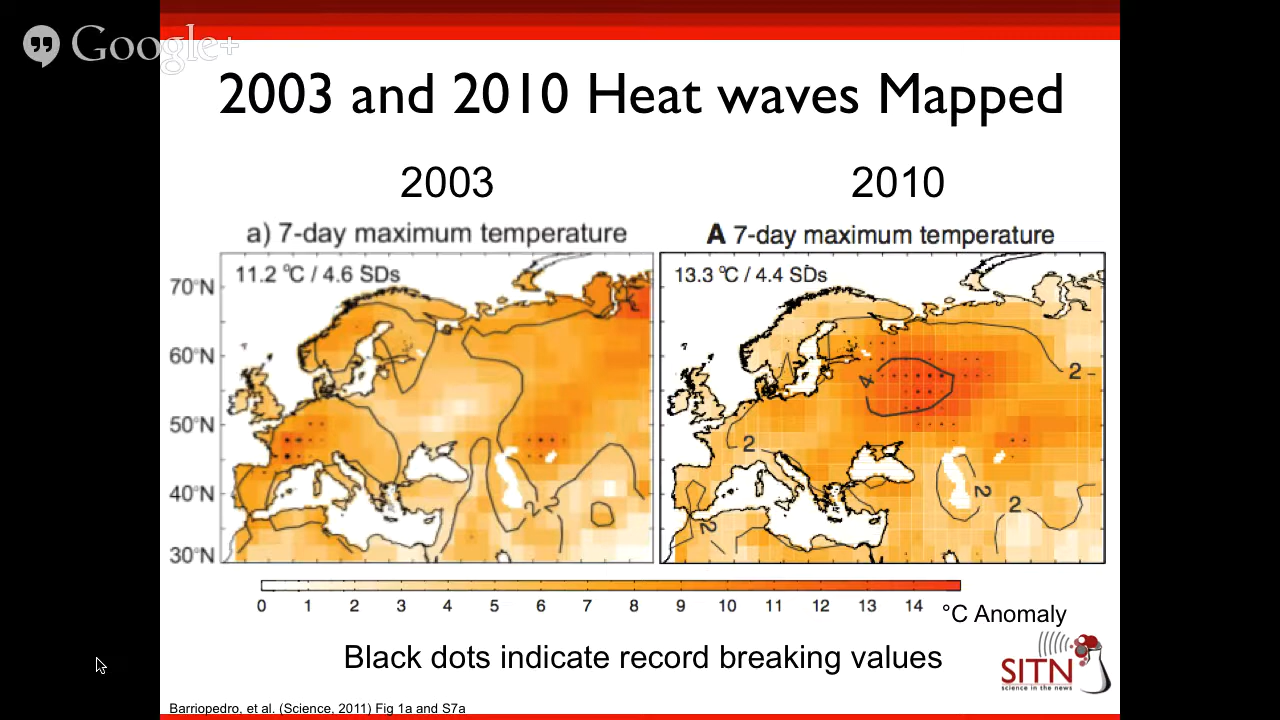 Google+
2003 and 2010 Heat waves Mapped
2003
2010
a) 7-day maximum temperature
A 7-day maximum temperature
11.2 °C / 4.6 SDs
13.3 °C / 4.4 SDs
70°N
60°N
50°N
40°N
30°N
2
4
2
2
2
2
2
0 1 2 3 4 5 6 7 8 9 10 11 12 13 14
°C Anomaly
Black dots indicate record breaking values
SITN
science in the news
Barriopedro, et al. (Science, 2011) Fig 1a and S7a